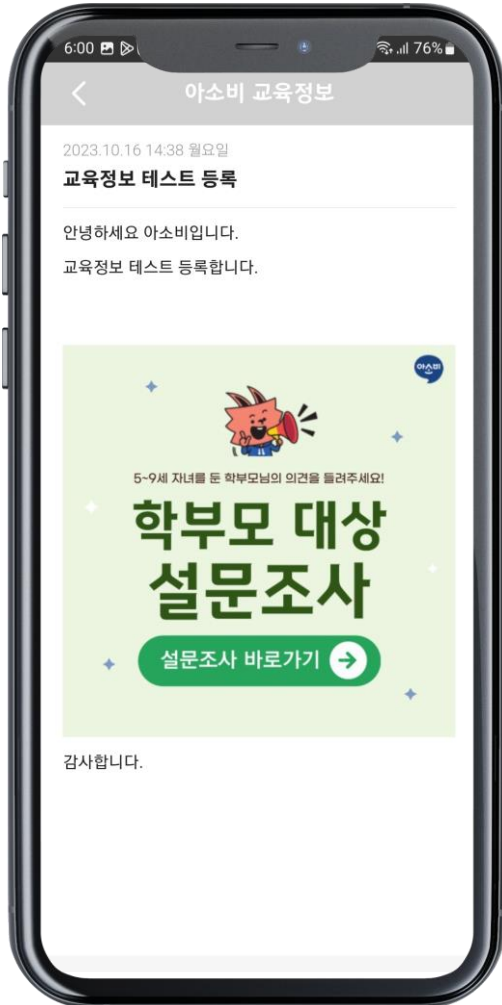 6:00
76%
아소비 교육정보
2023.10.16 14:38 월요일
교육정보 테스트 등록
안녕하세요 아소비입니다.
교육정보 테스트 등록합니다.
아소비
5~9세 자녀를 둔 학부모님의 의견을 들려주세요!
학부모 대상
설문조사
설문조사 바로가기
감사합니다.